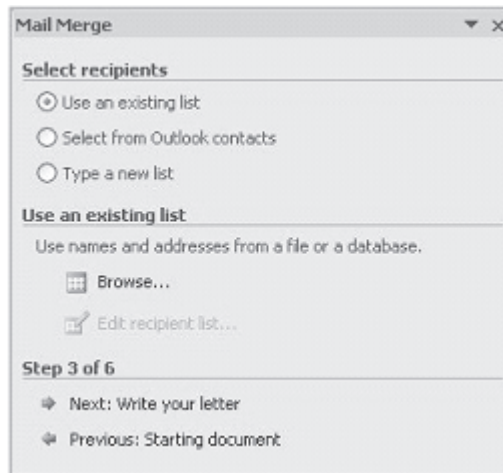 Mail Merge
Select recipients
Use an existing list
Select from Outlook contacts
Type a new list
Use an existing list
Use names and addresses from a file or a database.
Browse...
Edit recipient list...
Step 3 of 6
Next: Write your letter
Previous: Starting document